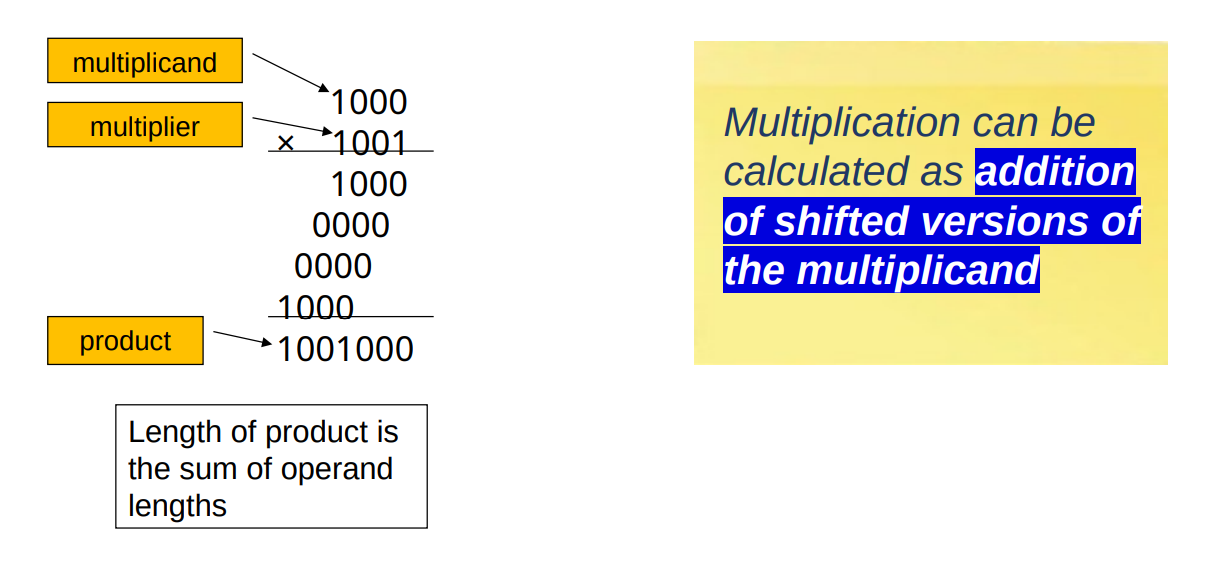 multiplicand
multiplier
1000
× 1001
1000
0000
0000
1000
product
1001000
Length of product is
the sum of operand
lengths
Multiplication can be
calculated as addition
of shifted versions of
the multiplicand